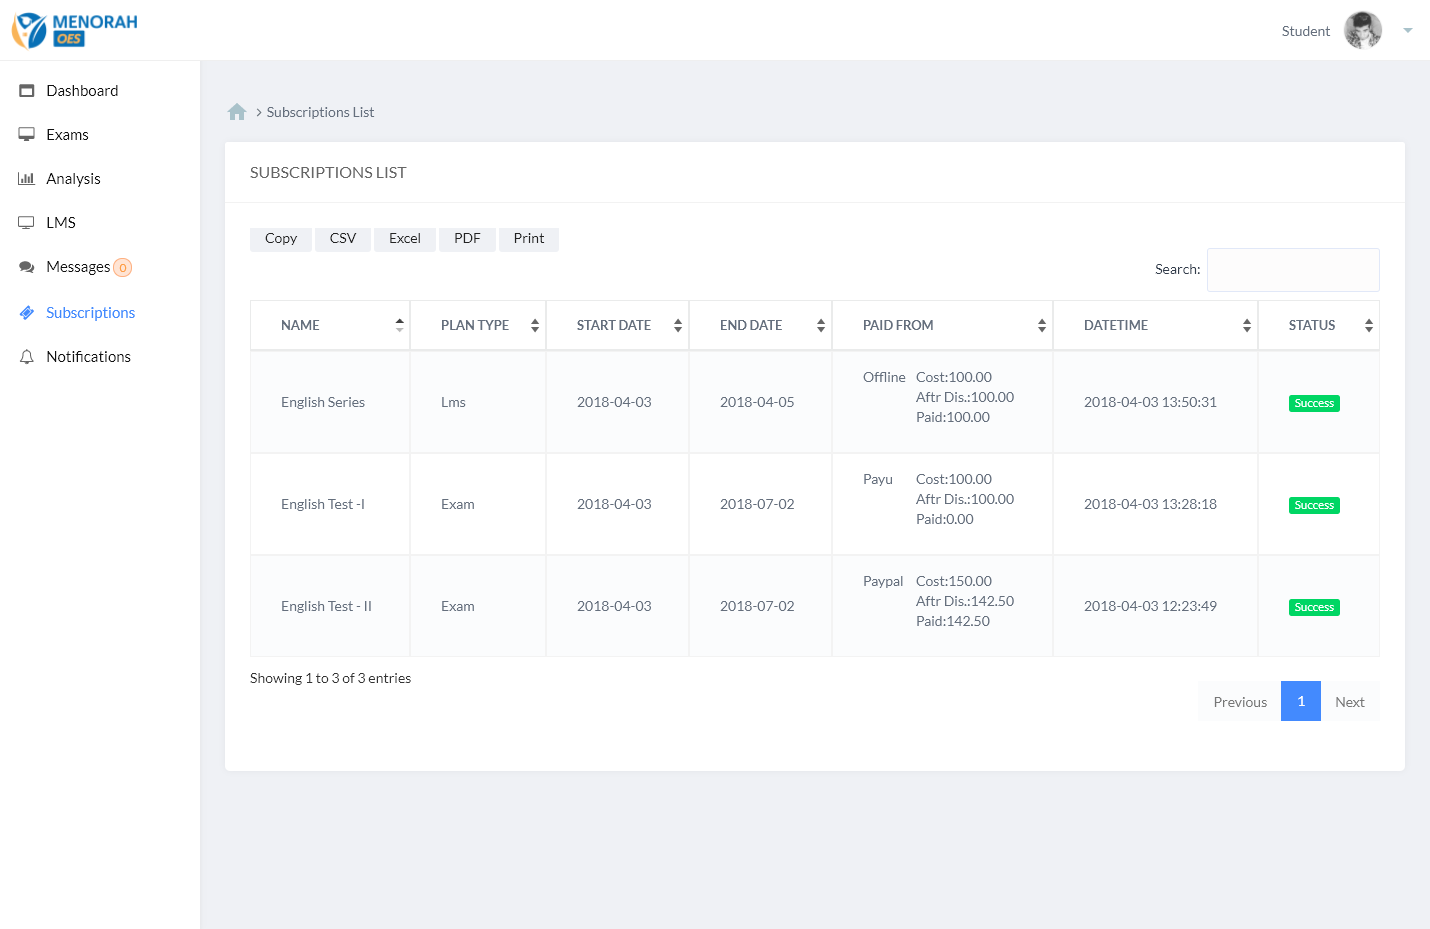 MENORAH
OES
Student
Dashboard
Exams
Analysis
LMS
Messages 0
Subscriptions
Notifications
> Subscriptions List
SUBSCRIPTIONS LIST
Copy CSV Excel PDF Print
Search:
NAME PLAN TYPE START DATE END DATE PAID FROM DATETIME STATUS
English Series Lms 2018-04-03 2018-04-05 Offline Cost:100.00
Aftr Dis.:100.00
Paid:100.00
2018-04-03 13:50:31 Success
English Test -I Exam 2018-04-03 2018-07-02 Payu Cost:100.00
Aftr Dis.:100.00
Paid:0.00
2018-04-03 13:28:18 Success
English Test - II Exam 2018-04-03 2018-07-02 Paypal Cost:150.00
Aftr Dis.:142.50
Paid:142.50
2018-04-03 12:23:49 Success
Showing 1 to 3 of 3 entries
Previous 1 Next